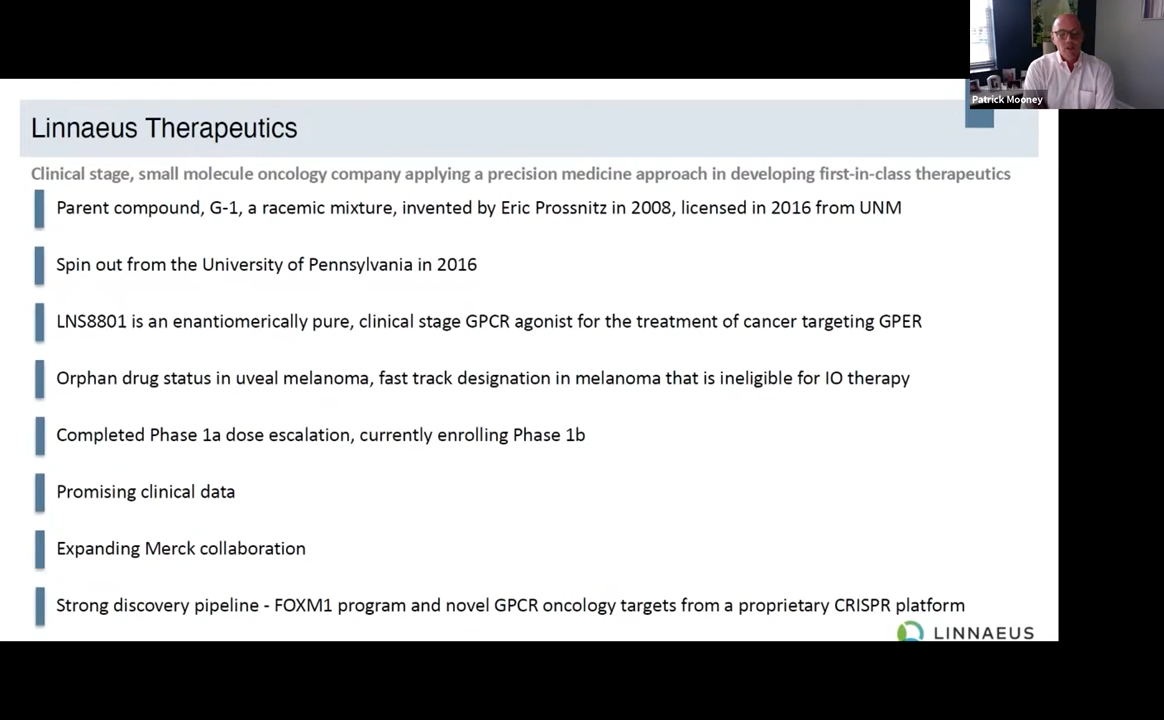 Patrick Mooney
Linnaeus Therapeutics
Clinical stage, small molecule oncology company applying a precision medicine approach in developing first-in-class therapeutics
Parent compound, G-1, a racemic mixture, invented by Eric Prossnitz in 2008, licensed in 2016 from UNM
Spin out from the University of Pennsylvania in 2016
LNS8801 is an enantiomerically pure, clinical stage GPCR agonist for the treatment of cancer targeting GPER
Orphan drug status in uveal melanoma, fast track designation in melanoma that is ineligible for IO therapy
Completed Phase 1a dose escalation, currently enrolling Phase 1b
Promising clinical data
Expanding Merck collaboration
Strong discovery pipeline - FOXM1 program and novel GPCR oncology targets from a proprietary CRISPR platform
LINNAEUS